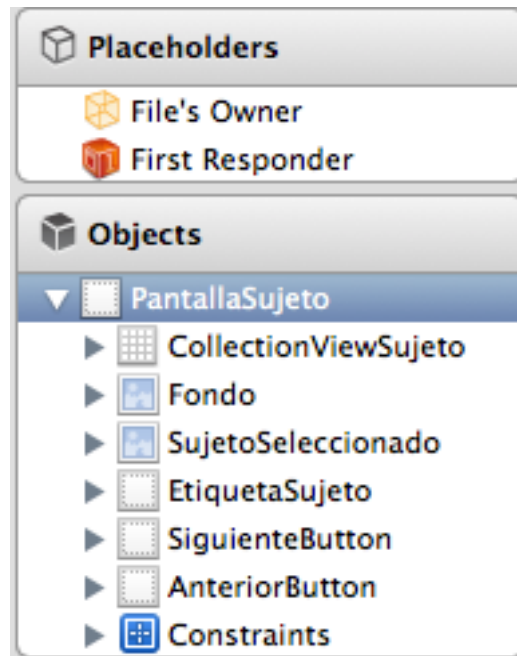 Placeholders
File's Owner
First Responder
Objects
PantallaSujeto
CollectionViewSujeto
Fondo
SujetoSeleccionado
EtiquetaSujeto
SiguienteButton
AnteriorButton
Constraints